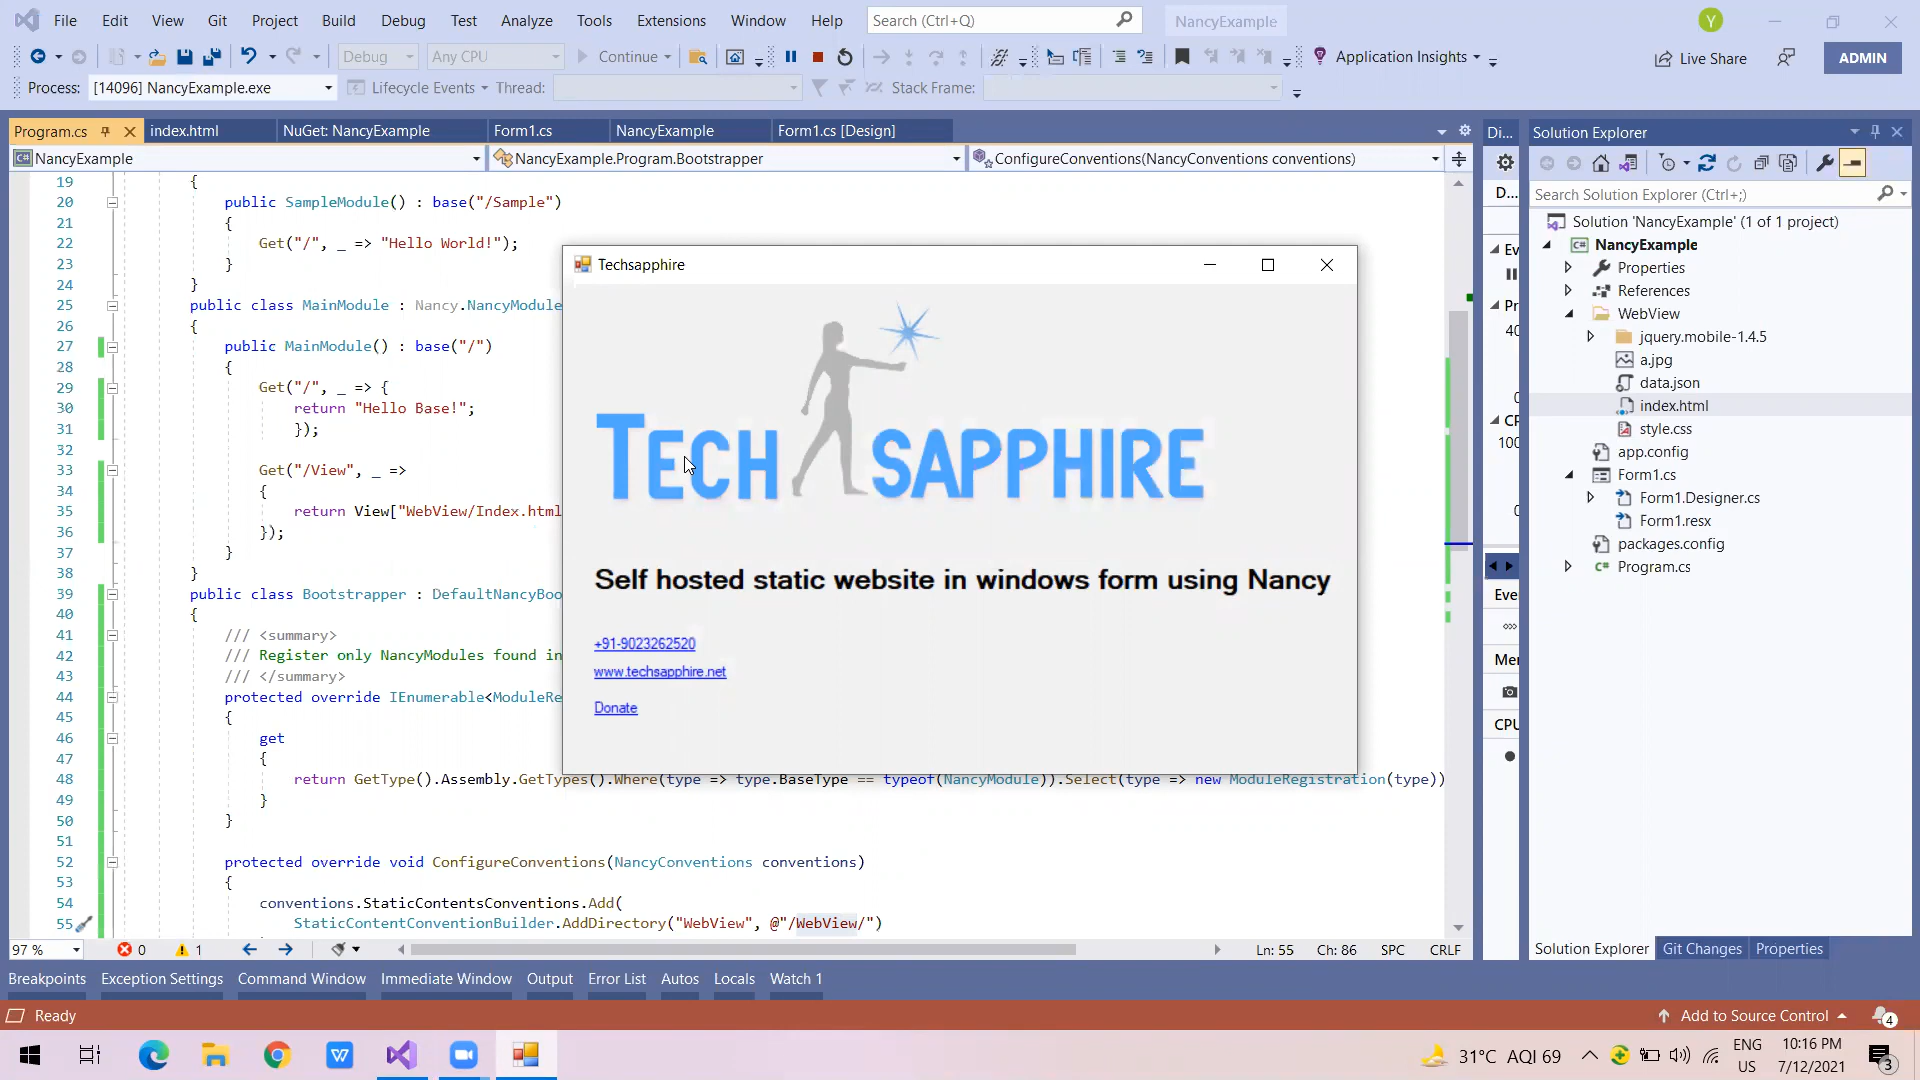 File Edit View Git Project Build Debug Test Analyze Tools Extensions Window Help Search (Ctrl+Q) NancyExample Y
Debug Any CPU Continue Application Insights Live Share ADMIN
Process: [14096] NancyExample.exe Lifecycle Events Thread: Stack Frame:
Program.cs index.html NuGet: NancyExample Form1.cs NancyExample Form1.cs [Design]
NancyExample NancyExample.Program.Bootstrapper ConfigureConventions(NancyConventions conventions)
19 {
20 public SampleModule() : base("/Sample")
21 {
22 Get("/", _ => "Hello World!");
23 }
24 }
25 public class MainModule : Nancy.NancyModule
26 {
27 public MainModule() : base("/")
28 {
29 Get("/", _ => {
30 return "Hello Base!";
31 });
32
33 Get("/View", _ =>
34 {
35 return View["WebView/Index.html
36 });
37 }
38 }
39 public class Bootstrapper : DefaultNancyBoo
40 {
41 /// <summary>
42 /// Register only NancyModules found in
43 /// </summary>
44 protected override IEnumerable<ModuleRe
45 {
46 get
47 {
48 return GetType().Assembly.GetTypes().Where(type => type.BaseType == typeof(NancyModule)).Select(type => new ModuleRegistration(type))
49 }
50 }
51
52 protected override void ConfigureConventions(NancyConventions conventions)
53 {
54 conventions.StaticContentsConventions.Add(
55 StaticContentConventionBuilder.AddDirectory("WebView", @"/WebView/")
Techsapphire
TECH SAPPHIRE
Self hosted static website in windows form using Nancy
+91-9023262520
www.techsapphire.net
Donate
Di...
D...
Ev
Pr
40
0
CP
100
0
Eve
Mer
CPU
Solution Explorer
Search Solution Explorer (Ctrl+;)
Solution 'NancyExample' (1 of 1 project)
NancyExample
Properties
References
WebView
jquery.mobile-1.4.5
a.jpg
data.json
index.html
style.css
app.config
Form1.cs
Form1.Designer.cs
Form1.resx
packages.config
Program.cs
97 % 0 1 Ln: 55 Ch: 86 SPC CRLF
Solution Explorer Git Changes Properties
Breakpoints Exception Settings Command Window Immediate Window Output Error List Autos Locals Watch 1
Ready Add to Source Control 4
31°C AQI 69 ENG US 10:16 PM 7/12/2021 3